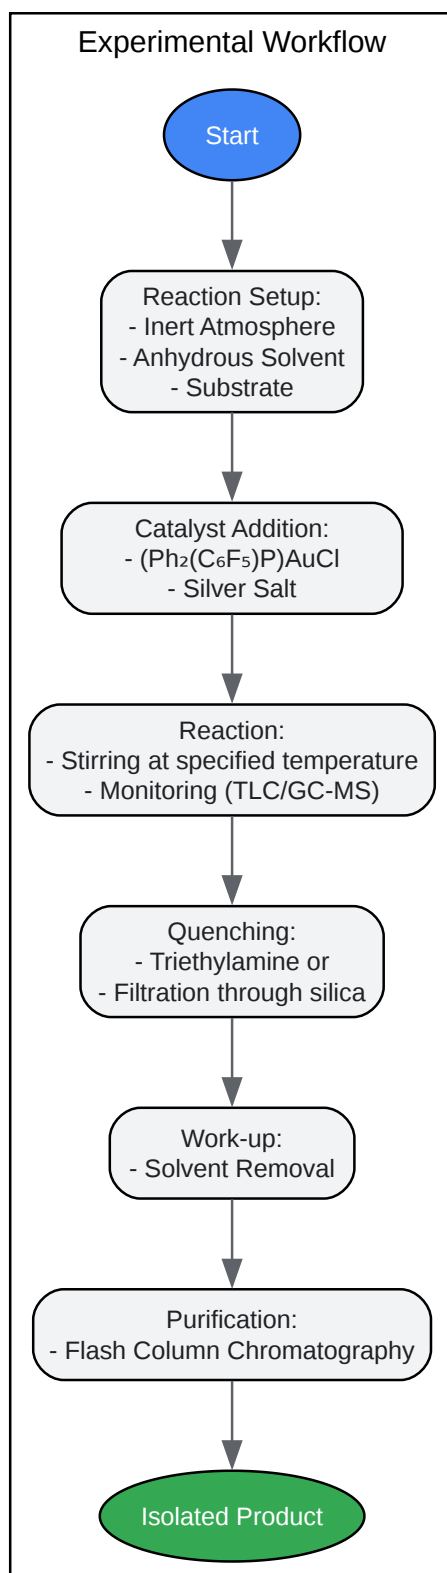 Experimental Workflow
Start
Reaction Setup:
- Inert Atmosphere
- Anhydrous Solvent
- Substrate
Catalyst Addition:
- (Ph₂(C₆F₅)P)AuCl
- Silver Salt
Reaction:
- Stirring at specified temperature
- Monitoring (TLC/GC-MS)
Quenching:
- Triethylamine or
- Filtration through silica
Work-up:
- Solvent Removal
Purification:
- Flash Column Chromatography
Isolated Product